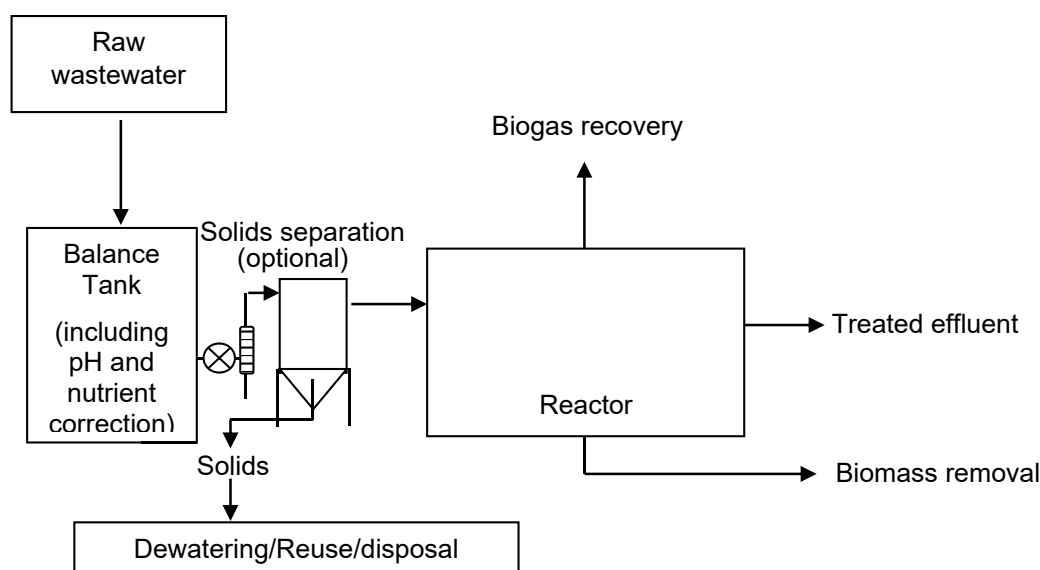 Raw
wastewater
Biogas recovery
Solids separation
(optional)
Balance
Tank
(including
pH and
nutrient
correction)
Treated effluent
Reactor
Solids
Biomass removal
Dewatering/Reuse/disposal